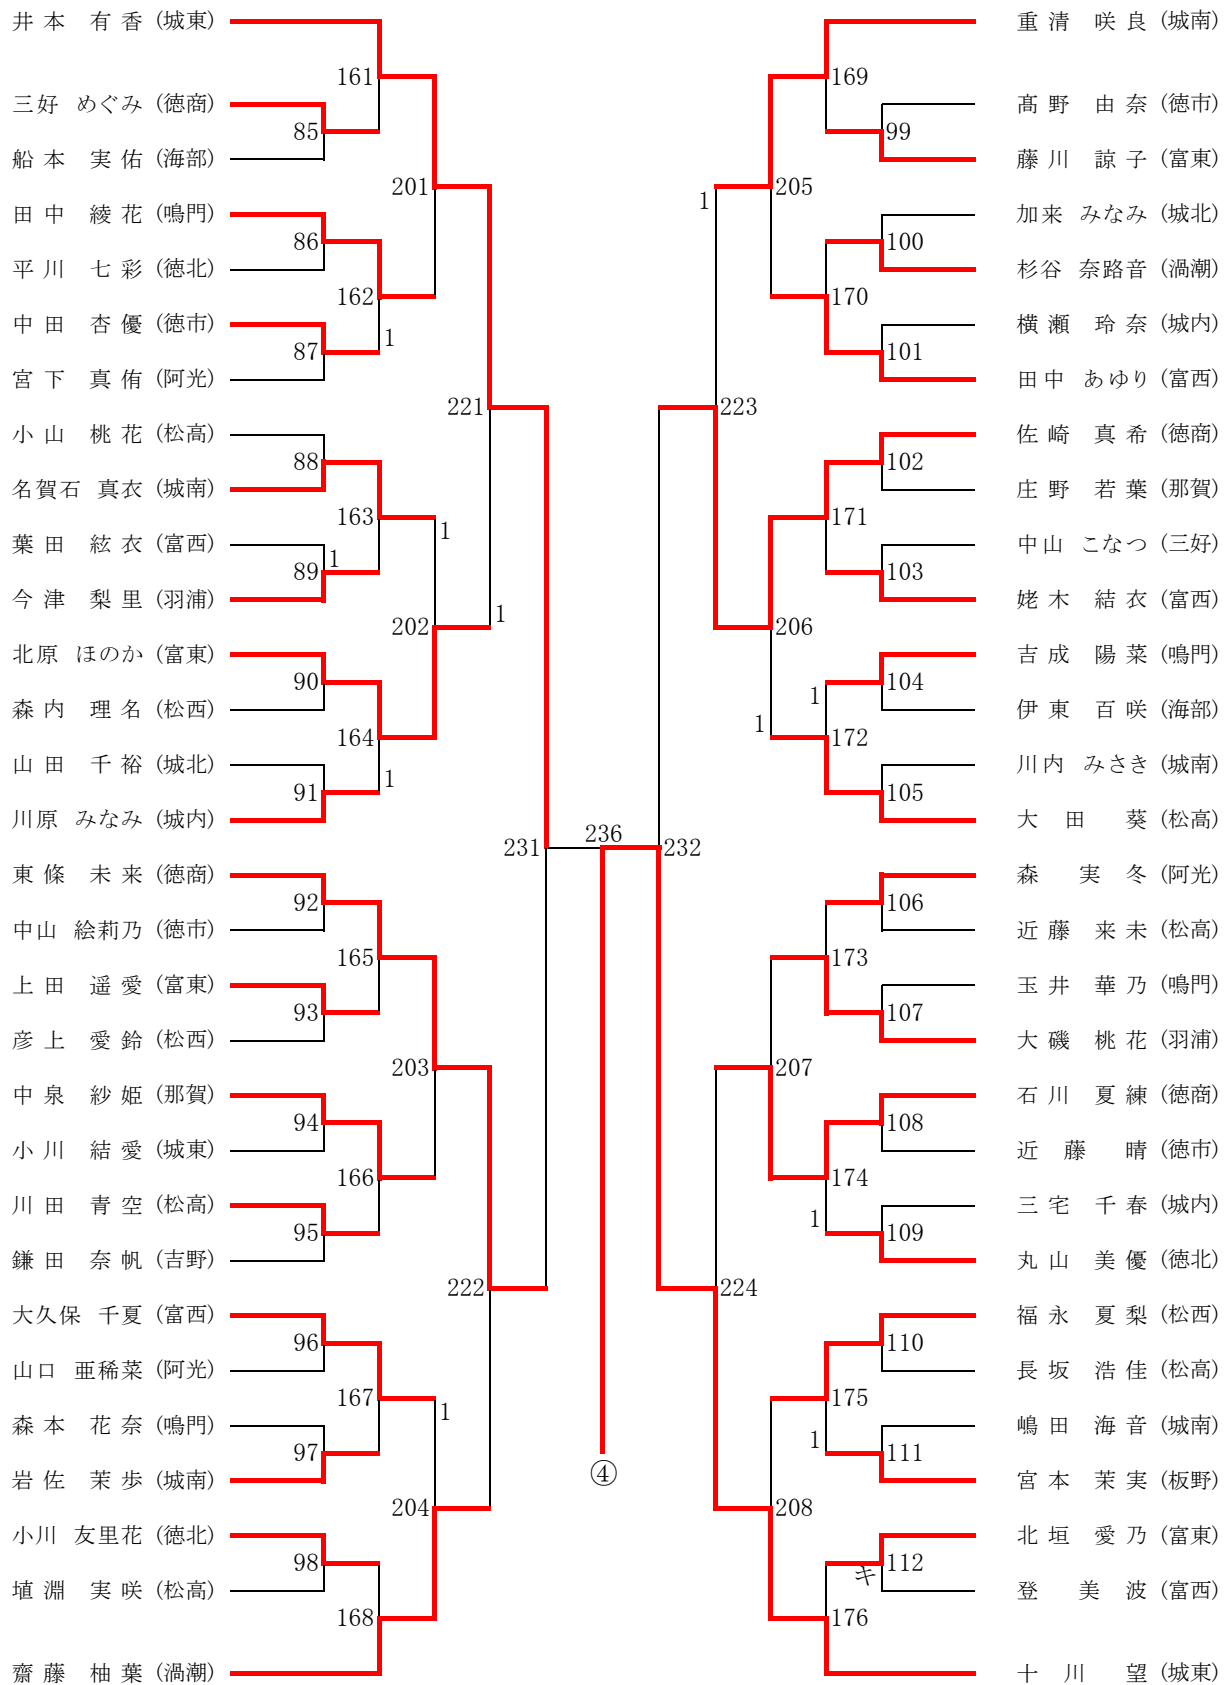 井本 有香 (城東)
161
三好 めぐみ (徳商)
85
船本 実佑 (海部)
201
田中 綾花 (鳴門)
86
平川 七彩 (徳北)
162
中田 杏優 (徳市)
87
1
宮下 真侑 (阿光)
221
小山 桃花 (松高)
88
名賀石 真衣 (城南)
163
1
葉田 絃衣 (富西)
89
1
今津 梨里 (羽浦)
202
1
北原 ほのか (富東)
90
森内 理名 (松西)
164
山田 千裕 (城北)
91
1
川原 みなみ (城内)
231
東條 未来 (徳商)
92
中山 絵莉乃 (徳市)
165
上田 遥愛 (富東)
93
彦上 愛鈴 (松西)
203
中泉 紗姫 (那賀)
94
小川 結愛 (城東)
166
川田 青空 (松高)
95
鎌田 奈帆 (吉野)
222
大久保 千夏 (富西)
96
山口 亜稀菜 (阿光)
167
1
森本 花奈 (鳴門)
97
岩佐 茉歩 (城南)
204
小川 友里花 (徳北)
98
埴淵 実咲 (松高)
168
齋藤 柚葉 (渦潮)
236
④
重清 咲良 (城南)
169
髙野 由奈 (徳市)
99
藤川 諒子 (富東)
1
205
加来 みなみ (城北)
100
杉谷 奈路音 (渦潮)
170
横瀬 玲奈 (城内)
101
田中 あゆり (富西)
223
佐崎 真希 (徳商)
102
庄野 若葉 (那賀)
171
中山 こなつ (三好)
103
姥木 結衣 (富西)
206
吉成 陽菜 (鳴門)
1
104
伊東 百咲 (海部)
1
172
川内 みさき (城南)
105
大田 葵 (松高)
232
森 実冬 (阿光)
106
近藤 来未 (松高)
173
玉井 華乃 (鳴門)
107
大磯 桃花 (羽浦)
207
石川 夏練 (徳商)
108
近藤 晴 (徳市)
174
三宅 千春 (城内)
1
109
丸山 美優 (徳北)
224
福永 夏梨 (松西)
110
長坂 浩佳 (松高)
175
嶋田 海音 (城南)
1
111
宮本 茉実 (板野)
208
北垣 愛乃 (富東)
キ
112
登 美波 (富西)
176
十川 望 (城東)